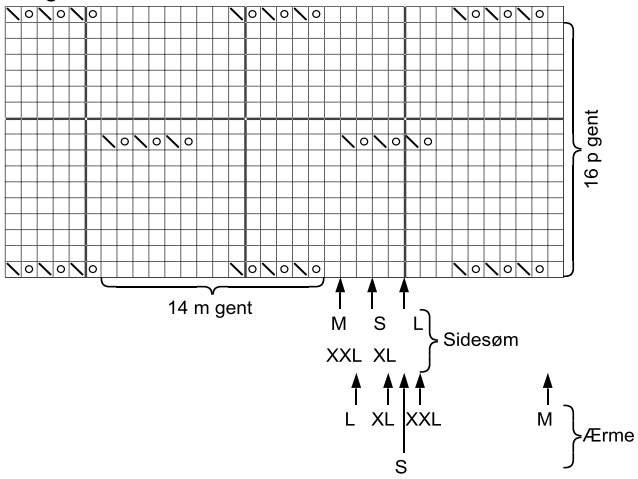 16 p gent
14 m gent
M S L
XXL XL
Sidesøm
L XL XXL M
S
Ærme